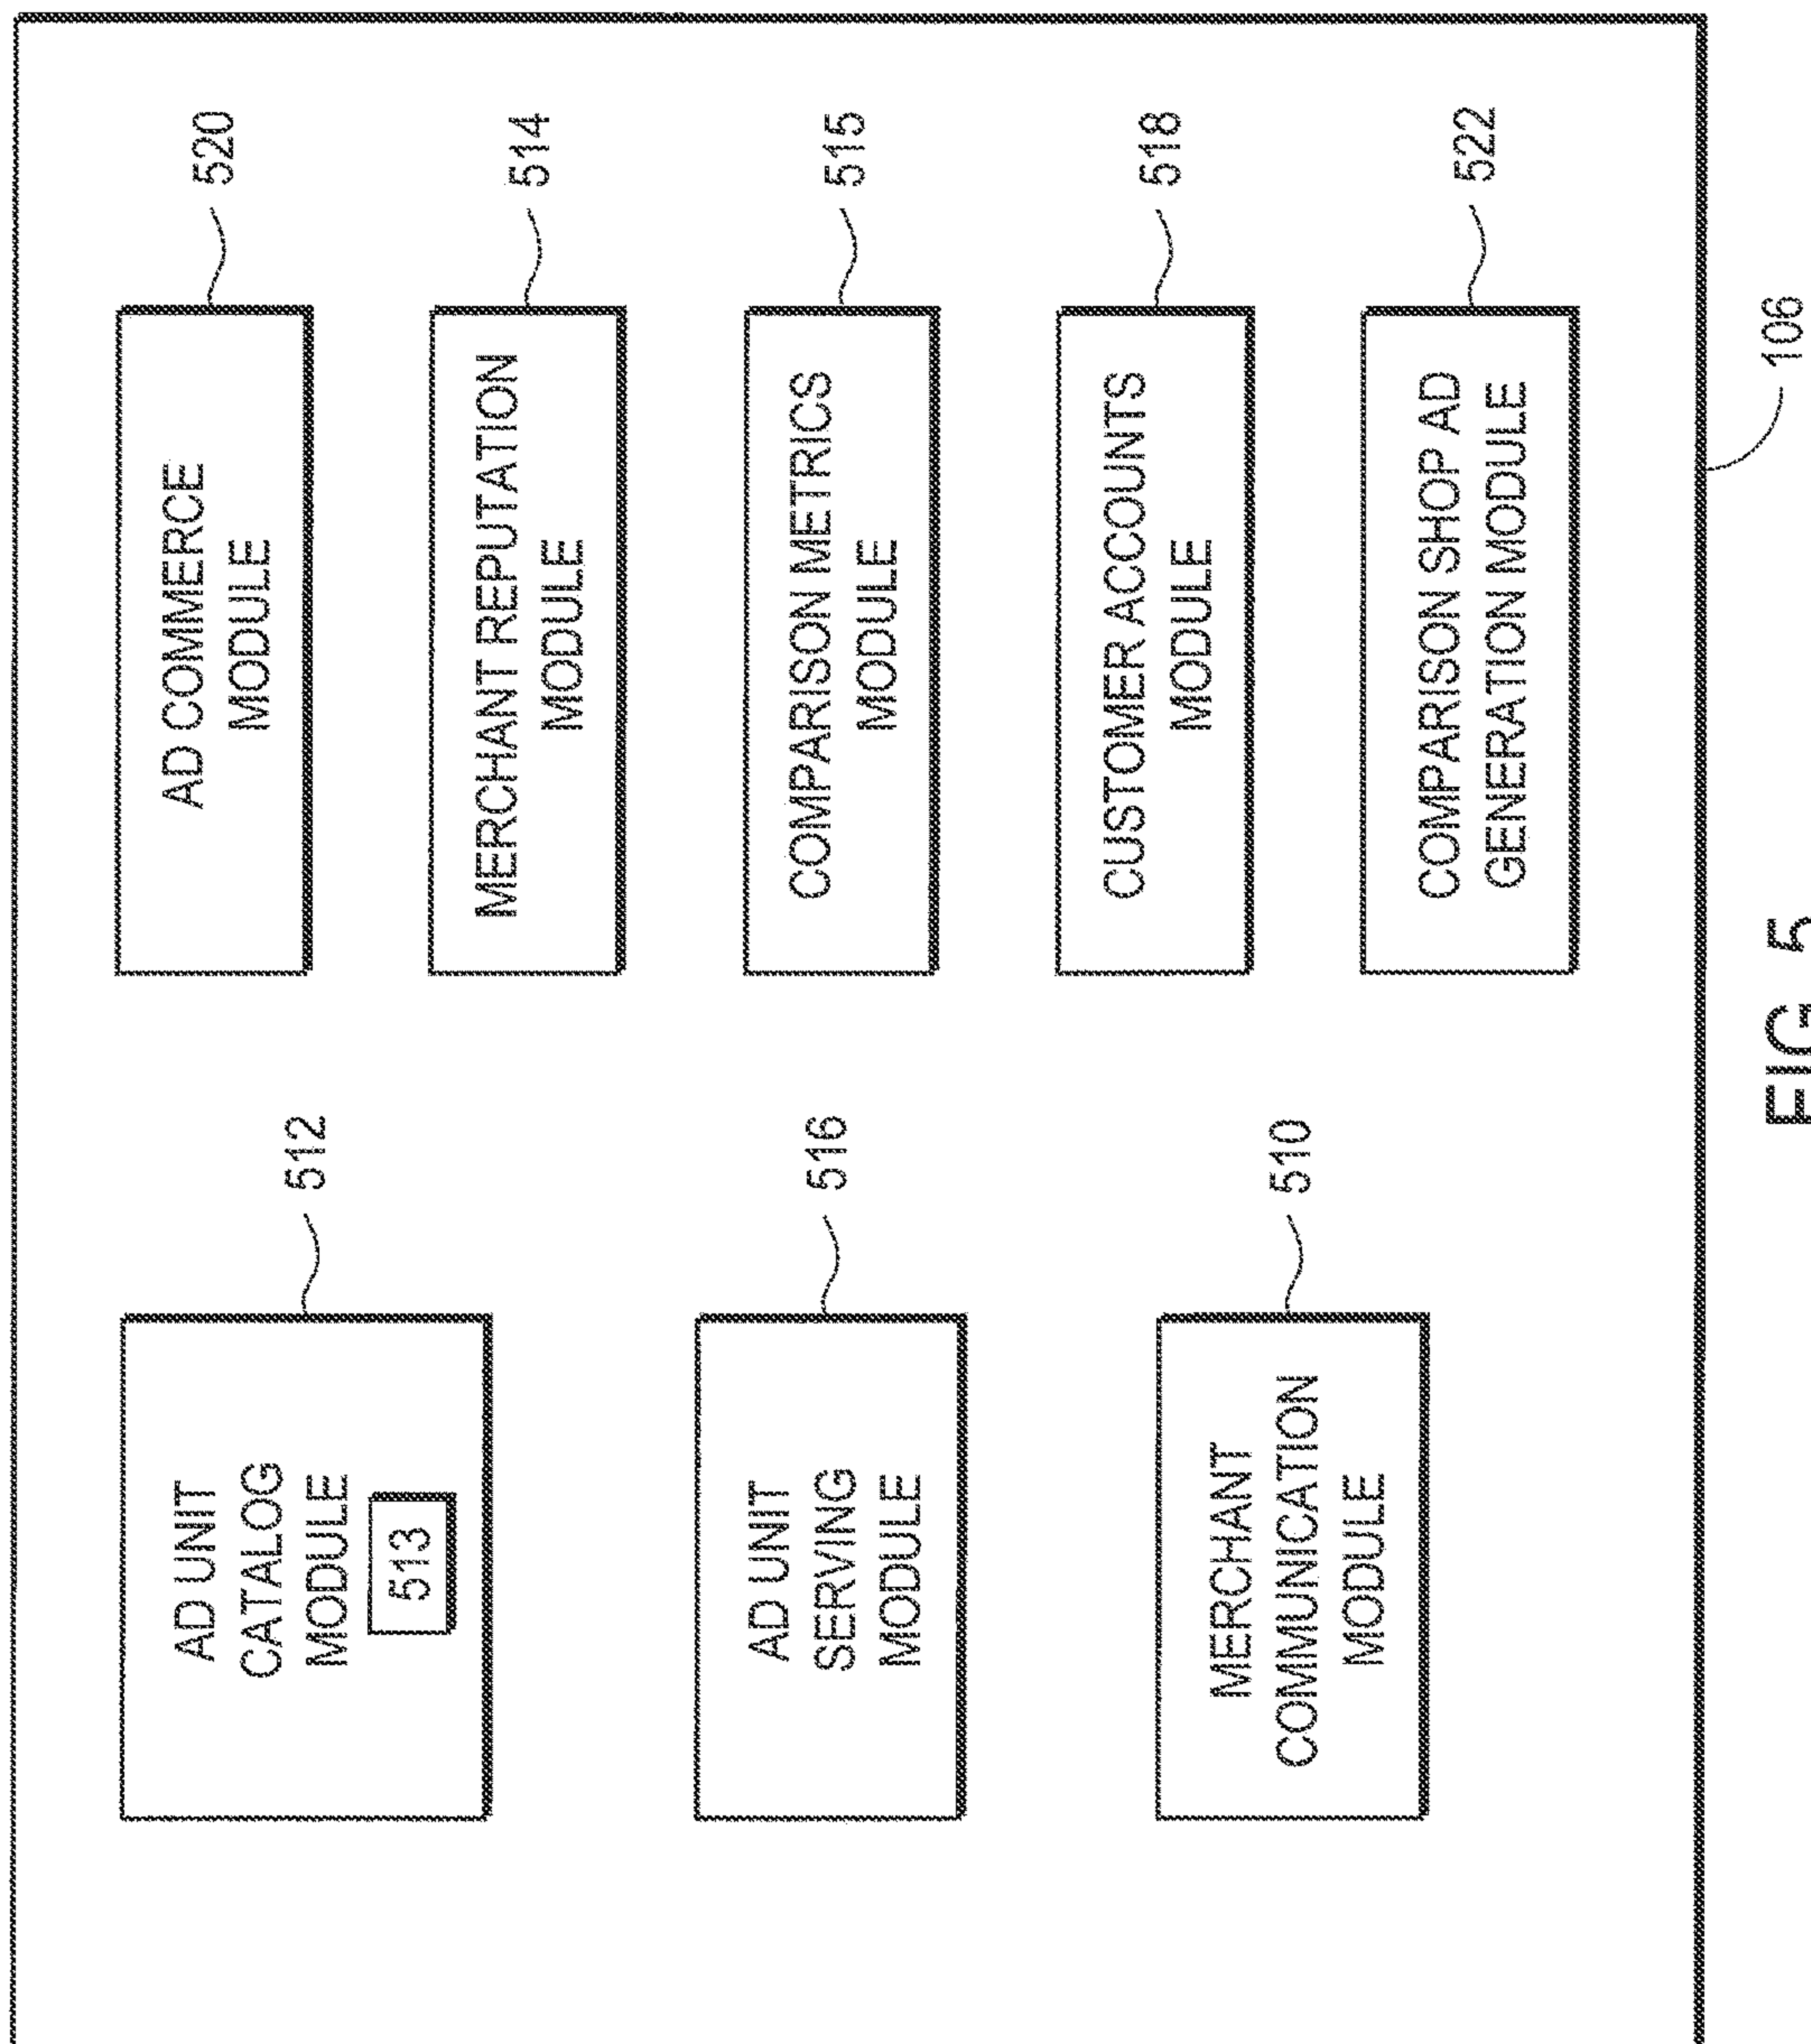 AD UNIT
CATALOG
MODULE
513
512
AD UNIT
SERVING
MODULE
516
MERCHANT
COMMUNICATION
MODULE
510
AD COMMERCE
MODULE
520
MERCHANT REPUTATION
MODULE
514
COMPARISON METRICS
MODULE
515
CUSTOMER ACCOUNTS
MODULE
518
COMPARISON SHOP AD
GENERATION MODULE
522
106
FIG 5